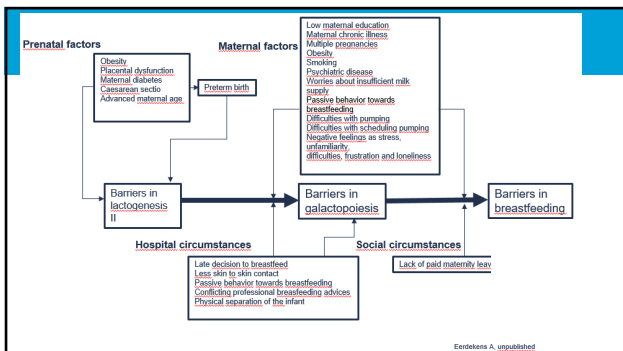 Prenatal factors
Obesity
Placental dysfunction
Maternal diabetes
Caesarean sectio
Advanced maternal age
Preterm birth
Maternal factors
Low maternal education
Maternal chronic illness
Multiple pregnancies
Obesity
Smoking
Psychiatric disease
Worries about insufficient milk
supply
Passive behavior towards
breastfeeding
Difficulties with pumping
Difficulties with scheduling pumping
Negative feelings as stress,
unfamiliarity,
difficulties, frustration and loneliness
Barriers in
lactogenesis
II
Barriers in
galactopoiesis
Barriers in
breastfeeding
Hospital circumstances
Late decision to breastfeed
Less skin to skin contact
Passive behavior towards breastfeeding
Conflicting professional breastfeeding advices
Physical separation of the infant
Social circumstances
Lack of paid maternity leav
Eerdekens A, unpublished